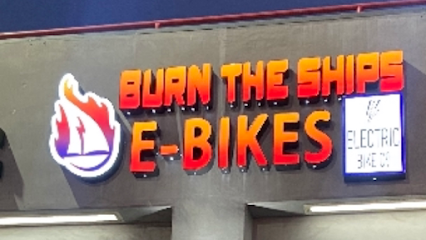 BURN THE SHIPS
E-BIKES
ELECTRIC
BIKE CO